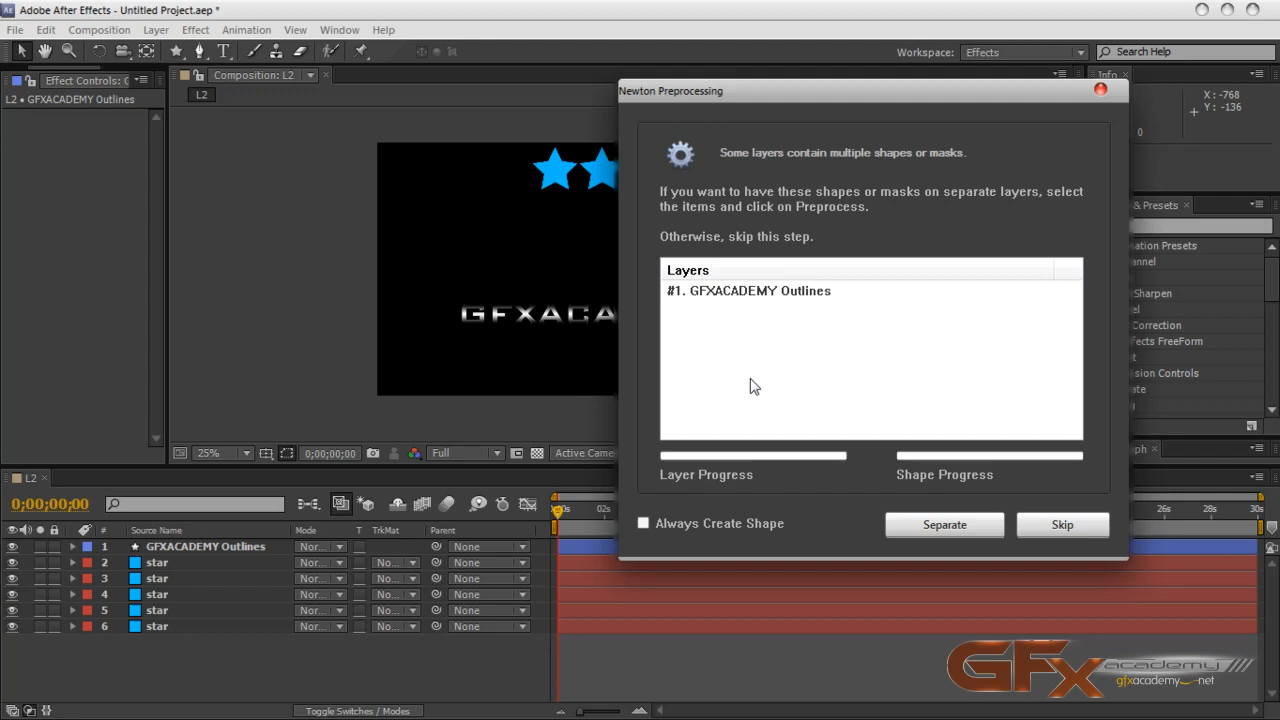 Adobe After Effects - Untitled Project.aep *
File Edit Composition Layer Effect Animation View Window Help
Workspace: Effects Search Help
Effect Controls: G
Composition: L2
Info
L2 • GFXACADEMY Outlines
L2
X : -768
Y : -136
0
Newton Preprocessing
Some layers contain multiple shapes or masks.
If you want to have these shapes or masks on separate layers, select
the items and click on Preprocess.
Otherwise, skip this step.
Layers
#1. GFXACADEMY Outlines
Layer Progress
Shape Progress
Always Create Shape
Separate
Skip
GFXACA
& Presets
mation Presets
annel
Sharpen
el
Correction
ffects FreeForm
t
sion Controls
ate
25% 0;00;00;00 Full Active Came
L2
0;00;00;00
02s 26s 28s 30s
# Source Name Mode T TrkMat Parent
1 GFXACADEMY Outlines Nor... None
2 star Nor... No... None
3 star Nor... No... None
4 star Nor... No... None
5 star Nor... No... None
6 star Nor... No... None
Toggle Switches / Modes
GFx academy
gfxacademy.net